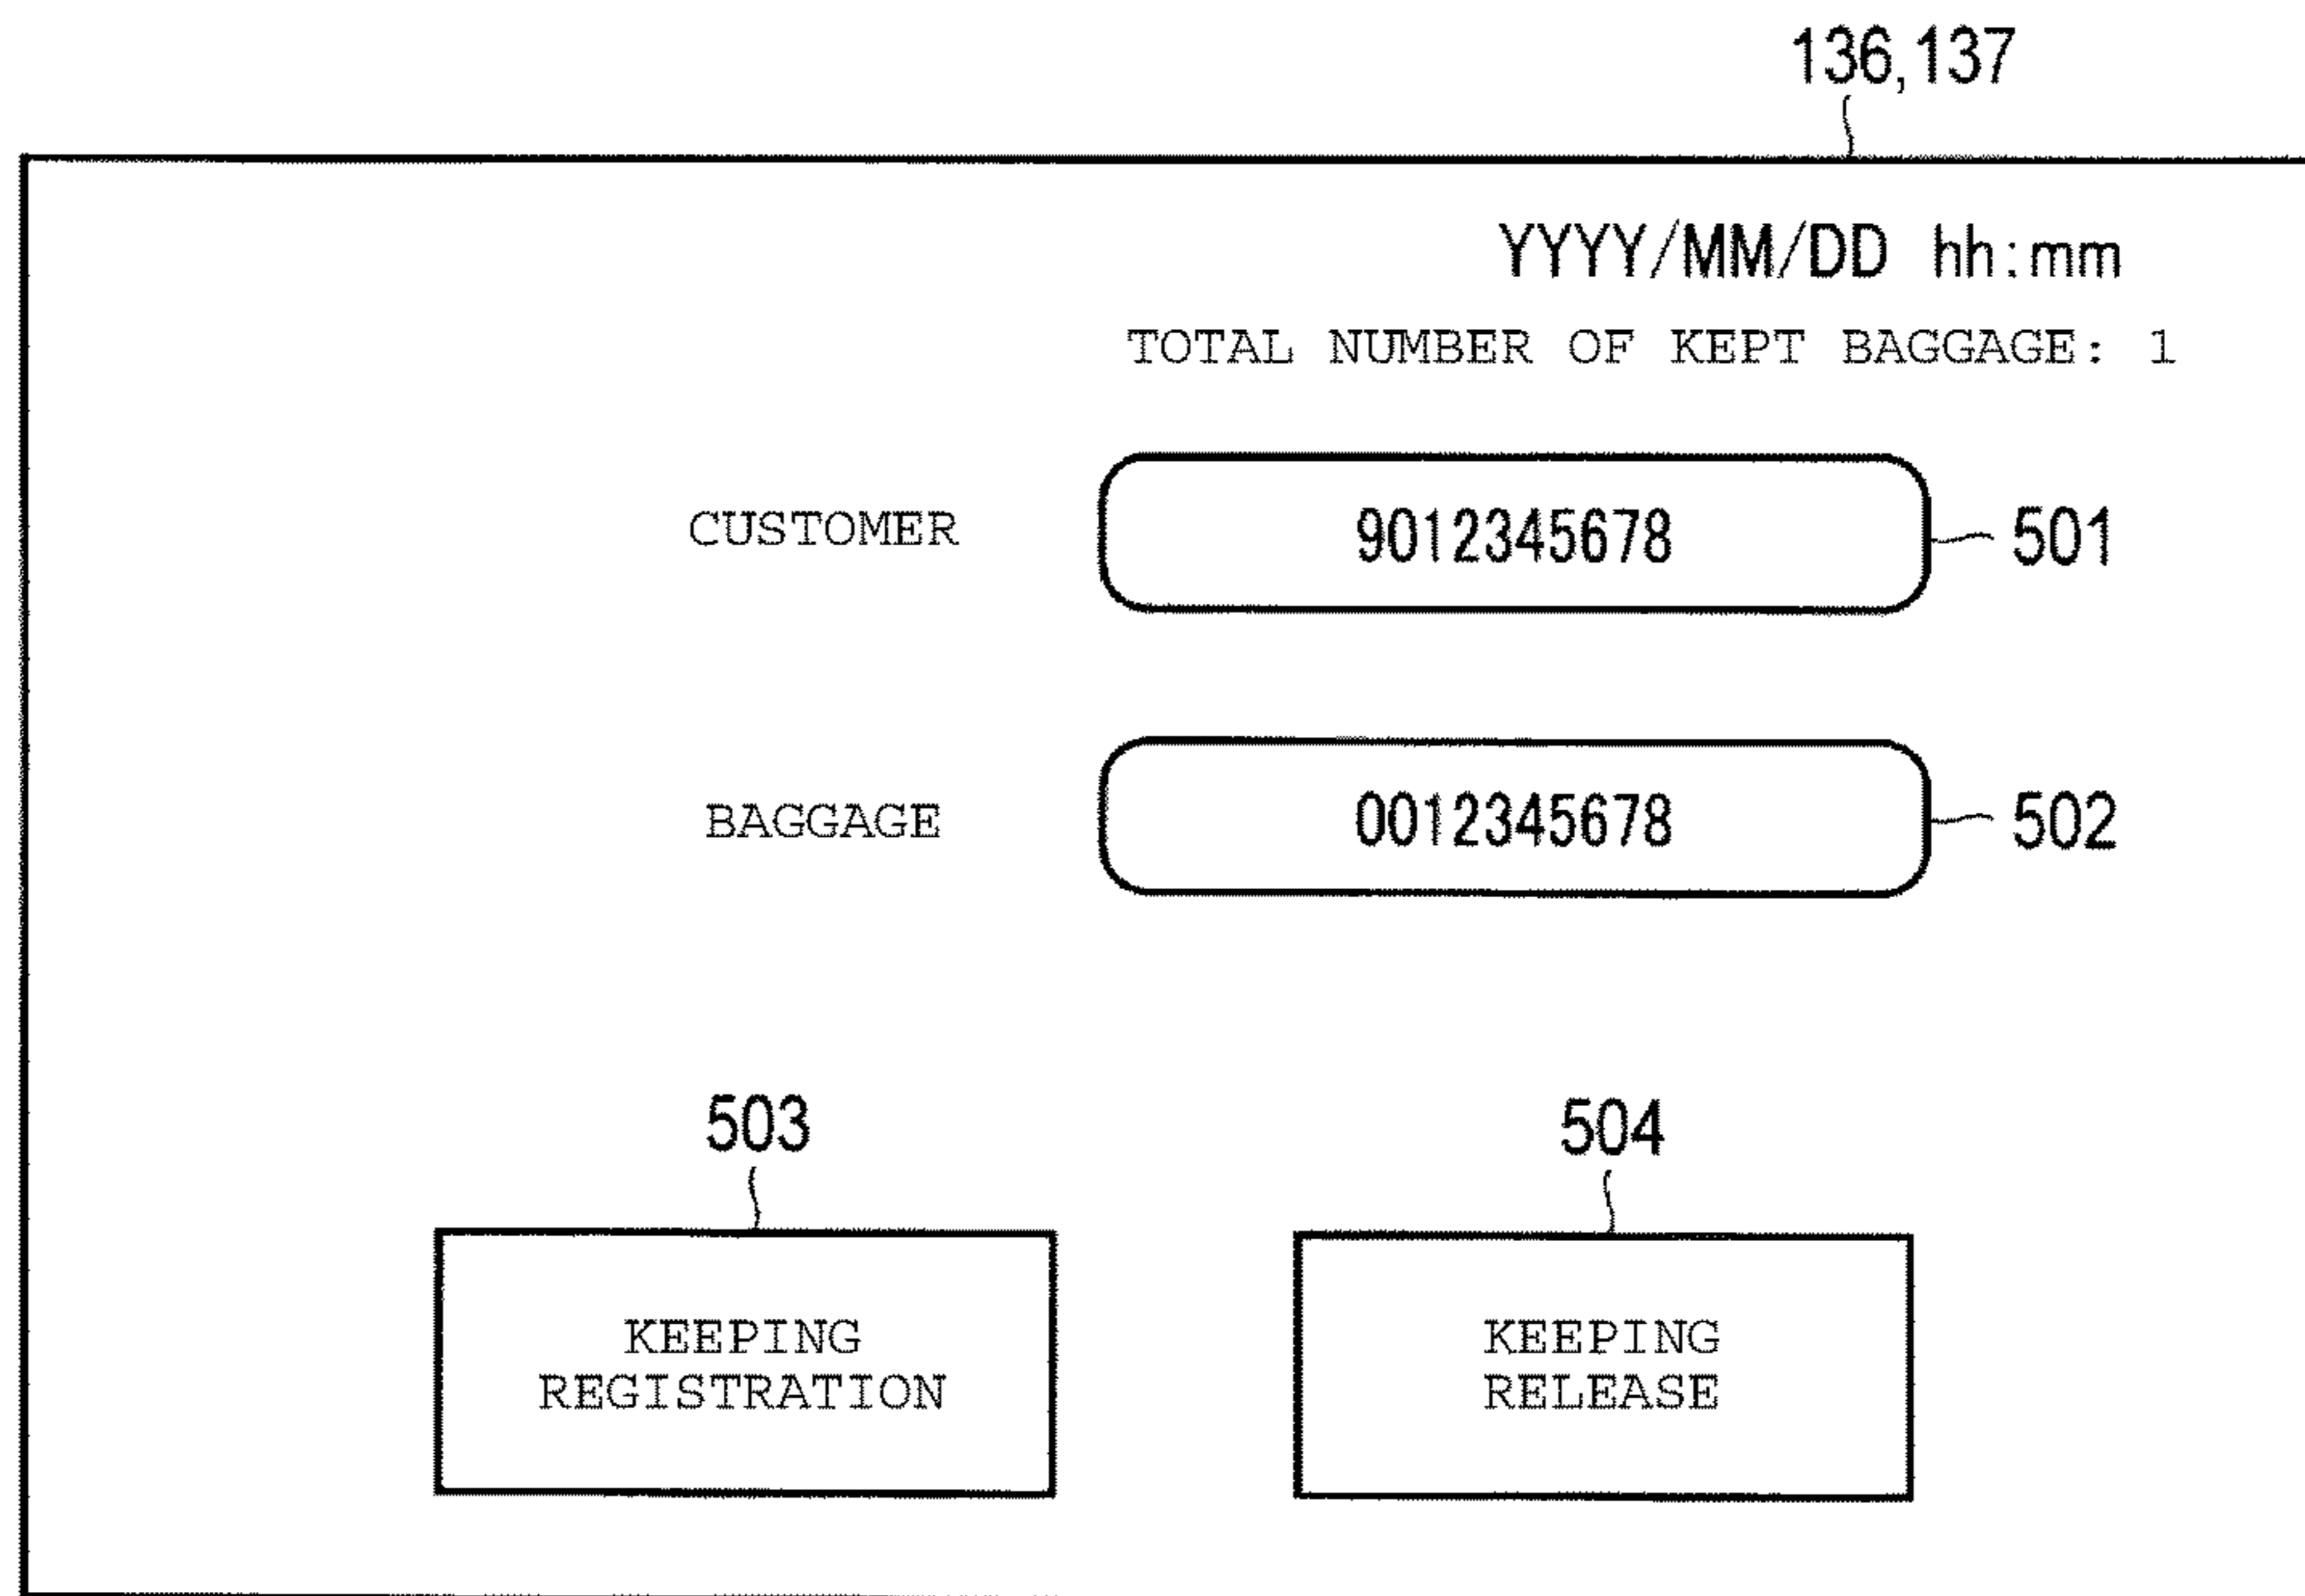 136,137
YYYY/MM/DD hh:mm
TOTAL NUMBER OF KEPT BAGGAGE: 1
CUSTOMER 9012345678 501
BAGGAGE 0012345678 502
503 504
KEEPING KEEPING
REGISTRATION RELEASE